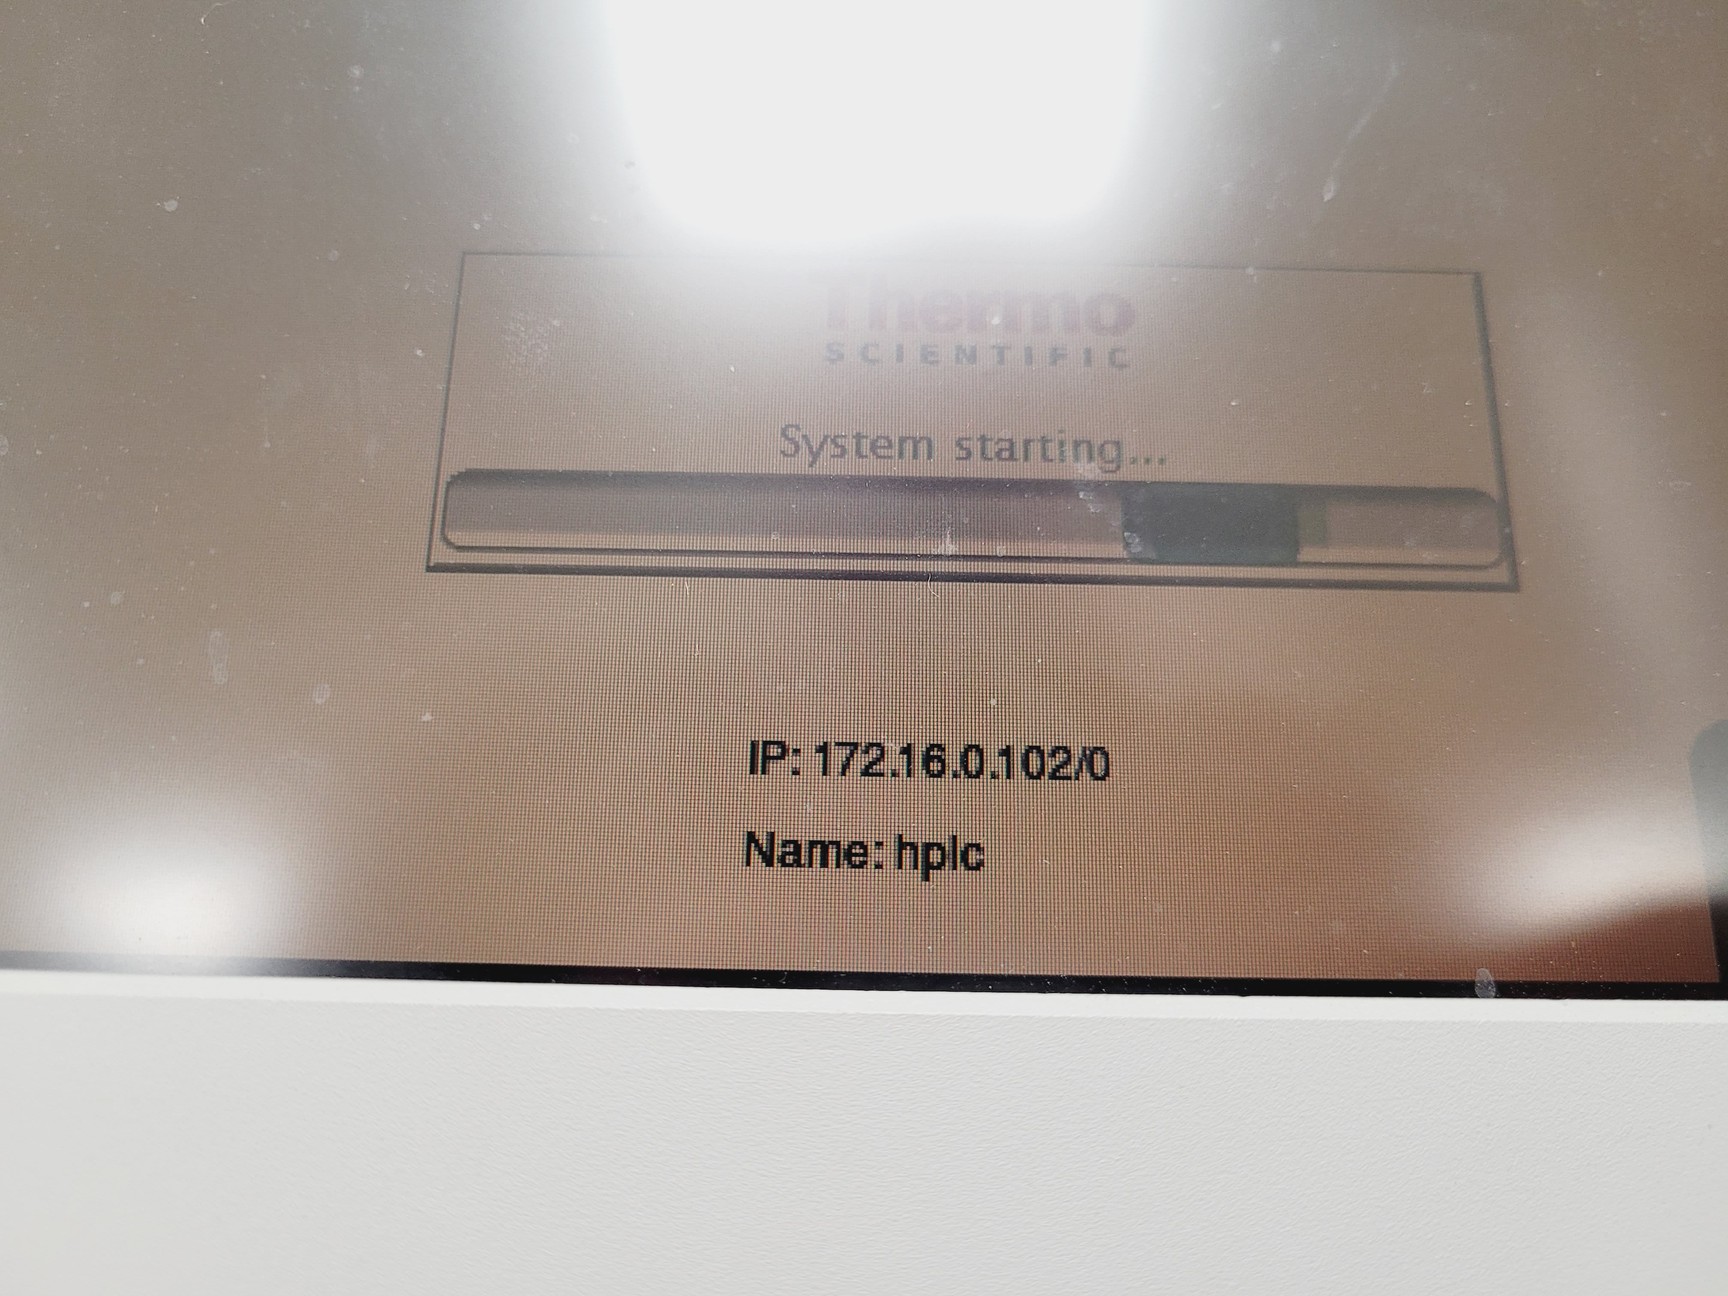 Thermo
SCIENTIFIC
System starting...
IP: 172.16.0.102/0
Name: hplc